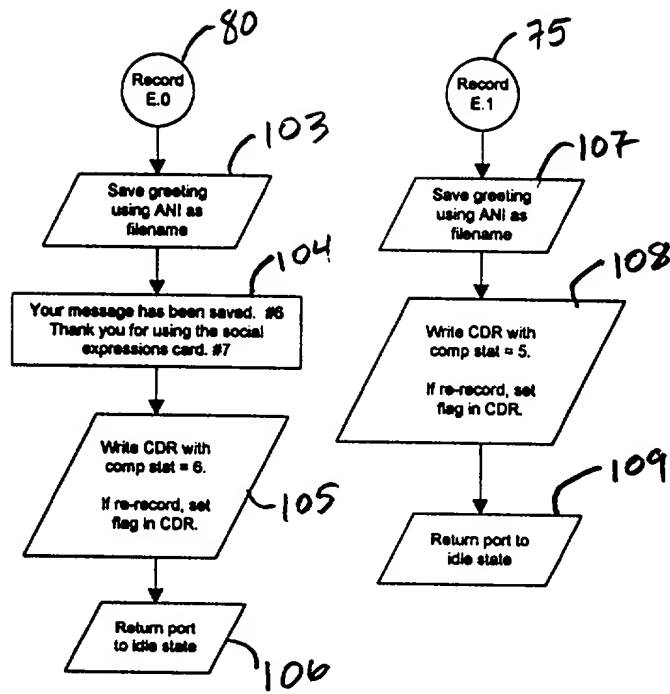 80
Record
E.0
103
Save greeting
using ANI as
filename
104
Your message has been saved. #6
Thank you for using the social
expressions card. #7
Write CDR with
comp stat = 6.
If re-record, set
flag in CDR.
105
Return port
to idle state
106
75
Record
E.1
107
Save greeting
using ANI as
filename
108
Write CDR with
comp stat = 5.
If re-record, set
flag in CDR.
109
Return port to
idle state